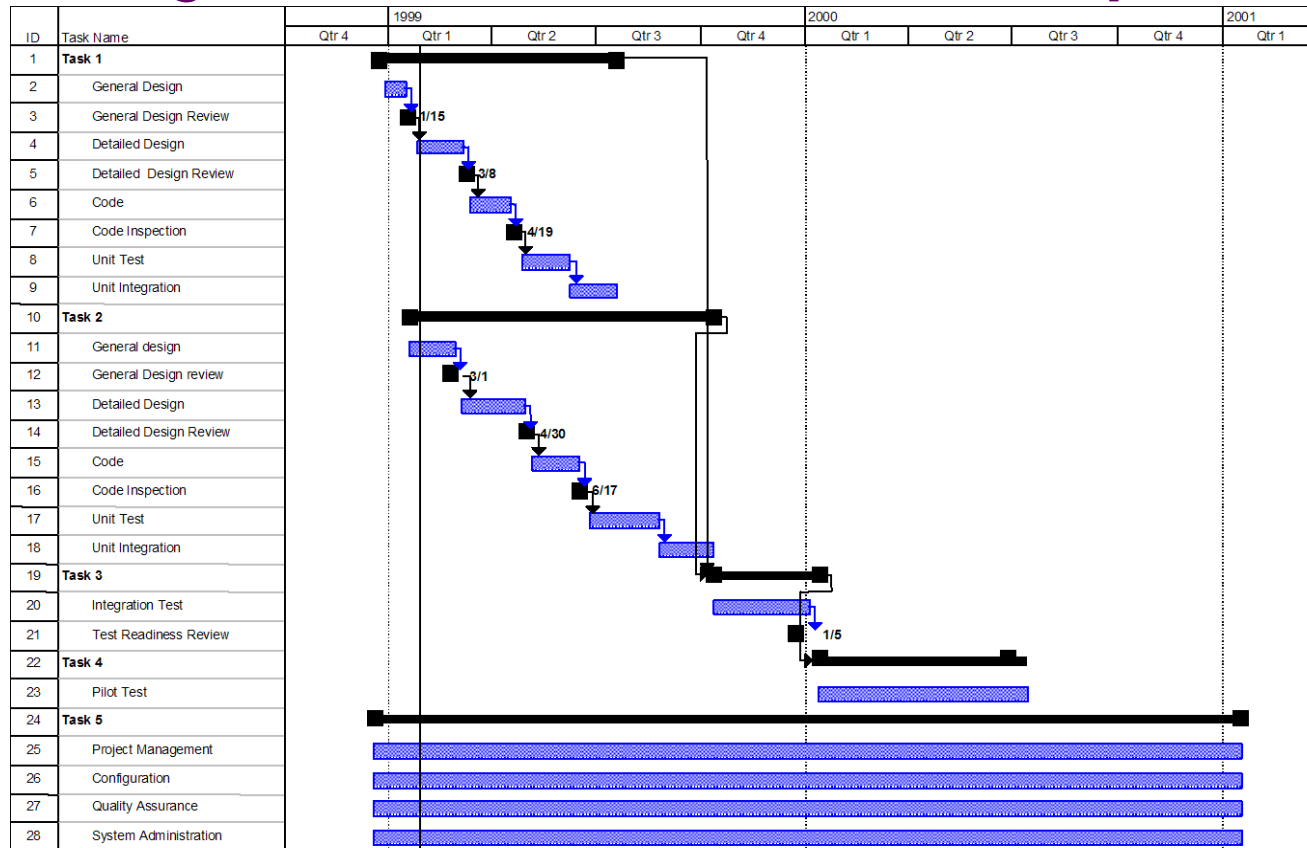 1999 2000 2001
ID Task Name Qtr 4 Qtr 1 Qtr 2 Qtr 3 Qtr 4 Qtr 1 Qtr 2 Qtr 3 Qtr 4 Qtr 1
1 Task 1
2 General Design
3 General Design Review 1/15
4 Detailed Design
5 Detailed Design Review 3/8
6 Code
7 Code Inspection 4/19
8 Unit Test
9 Unit Integration
10 Task 2
11 General design
12 General Design review 3/1
13 Detailed Design
14 Detailed Design Review 4/30
15 Code
16 Code Inspection 6/17
17 Unit Test
18 Unit Integration
19 Task 3
20 Integration Test
21 Test Readiness Review 1/5
22 Task 4
23 Pilot Test
24 Task 5
25 Project Management
26 Configuration
27 Quality Assurance
28 System Administration